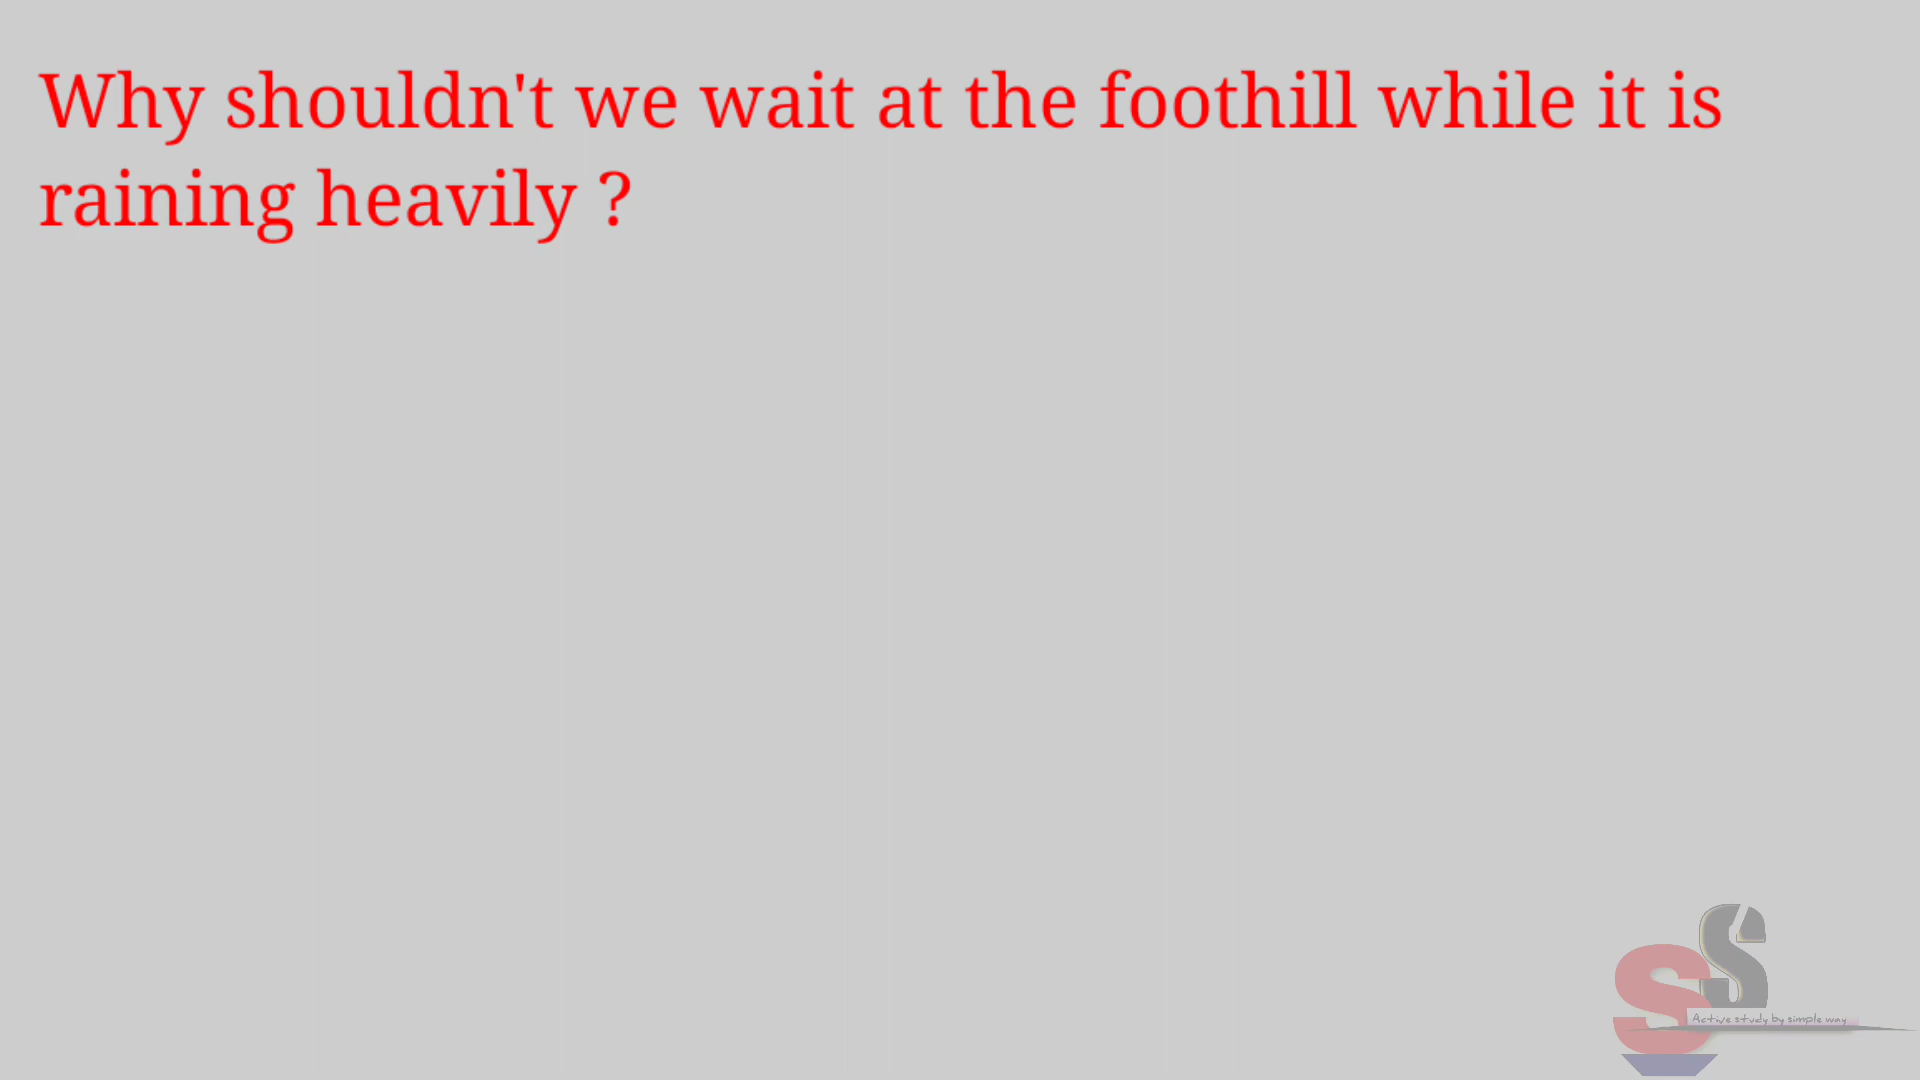 Why shouldn't we wait at the foothill while it is
raining heavily ?
Active study by simple way